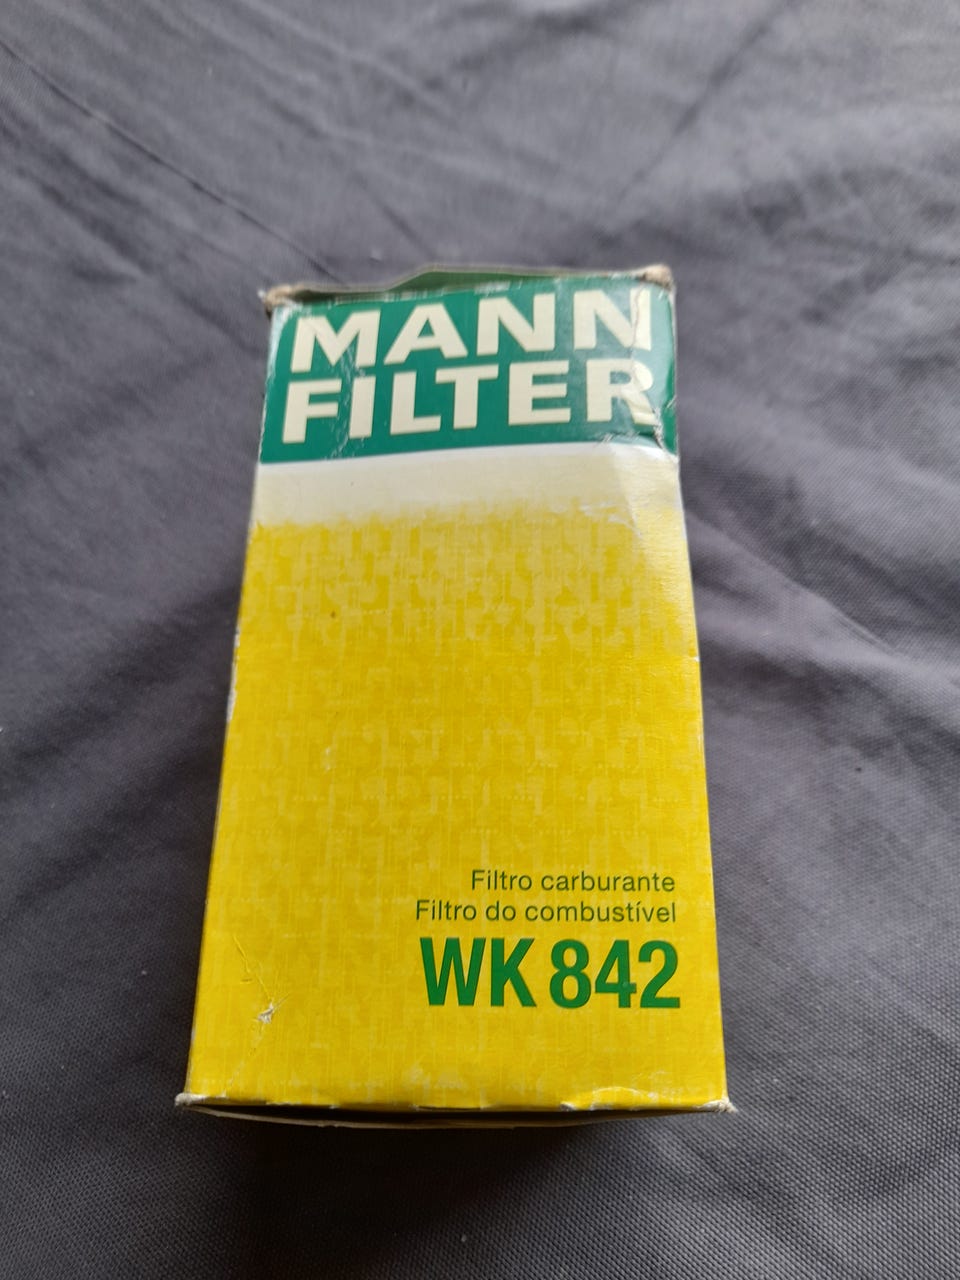 MANN
FILTER
Filtro carburante
Filtro do combustível
WK 842